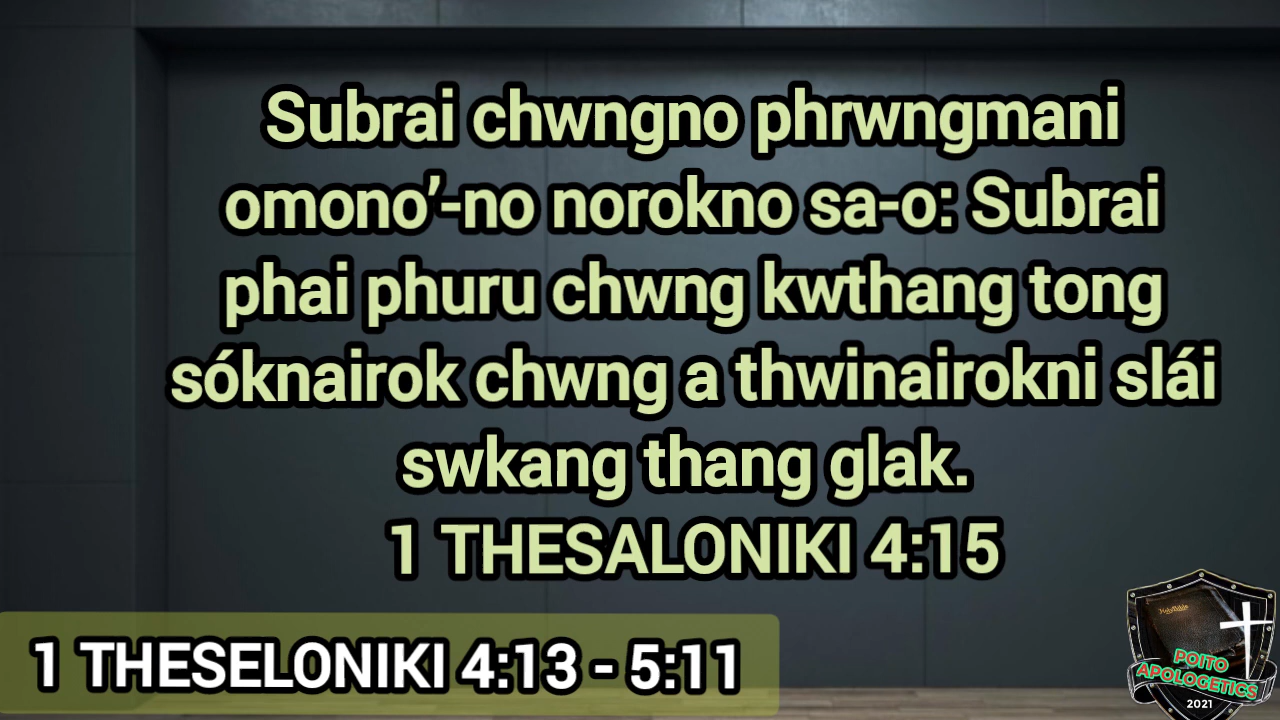 Subrai chwngno phrwngmani
omono’-no norokno sa-o: Subrai
phai phuru chwng kwthang tong
sóknairok chwng a thwinairokni slái
swkang thang glak.
1 THESALONIKI 4:15
1 THESELONIKI 4:13 - 5:11
HolyBible
POITO
APOLOGETICS
2021